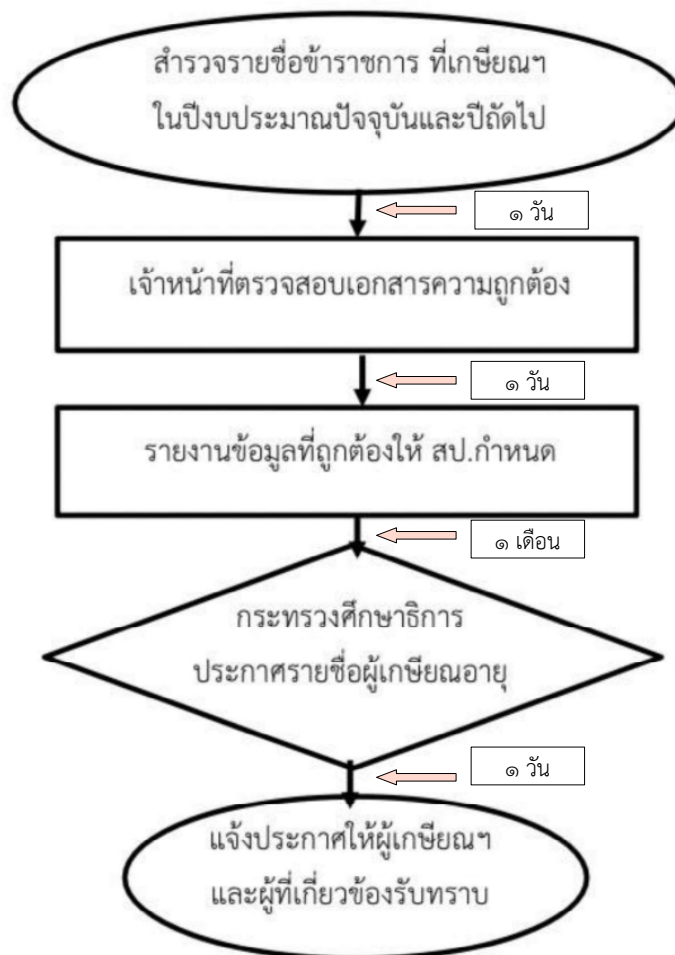 สำรวจรายชื่อข้าราชการ ที่เกษียณฯ
ในปีงบประมาณปัจจุบันและปีถัดไป
๑ วัน
เจ้าหน้าที่ตรวจสอบเอกสารความถูกต้อง
๑ วัน
รายงานข้อมูลที่ถูกต้องให้ สป.กำหนด
๑ เดือน
กระทรวงศึกษาธิการ
ประกาศรายชื่อผู้เกษียณอายุ
๑ วัน
แจ้งประกาศให้ผู้เกษียณฯ
และผู้ที่เกี่ยวข้องรับทราบ